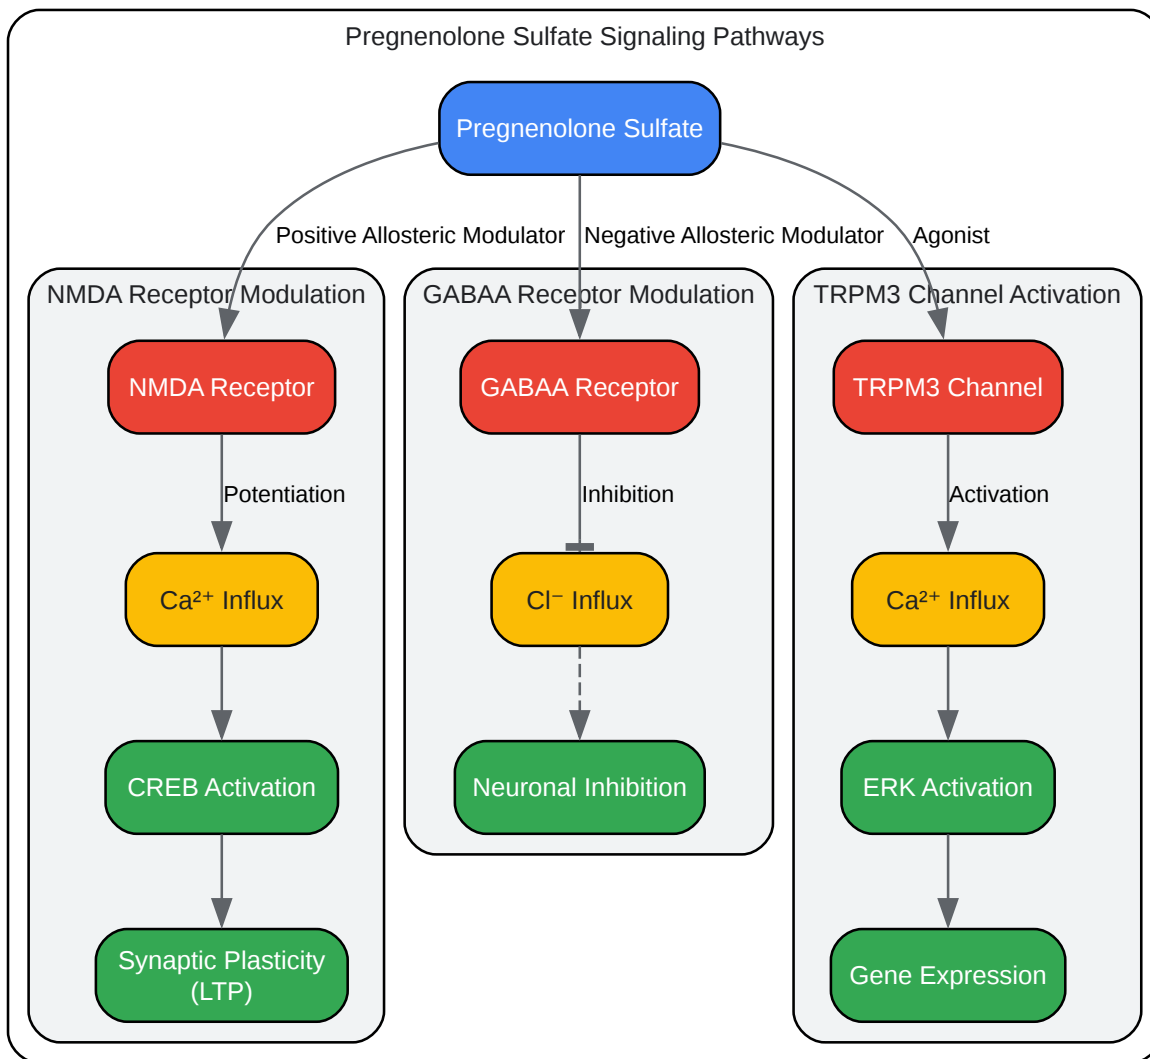 Pregnenolone Sulfate Signaling Pathways
Pregnenolone Sulfate
Positive Allosteric Modulator
Negative Allosteric Modulator
Agonist
NMDA Receptor Modulation
GABAA Receptor Modulation
TRPM3 Channel Activation
NMDA Receptor
GABAA Receptor
TRPM3 Channel
Potentiation
Inhibition
Activation
Ca²⁺ Influx
Cl⁻ Influx
Ca²⁺ Influx
CREB Activation
Neuronal Inhibition
ERK Activation
Synaptic Plasticity
(LTP)
Gene Expression